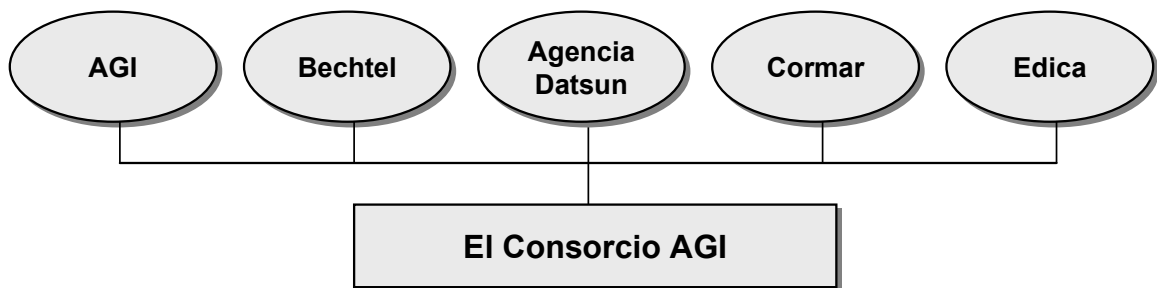 AGI
Bechtel
Agencia
Datsun
Cormar
Edica
El Consorcio AGI